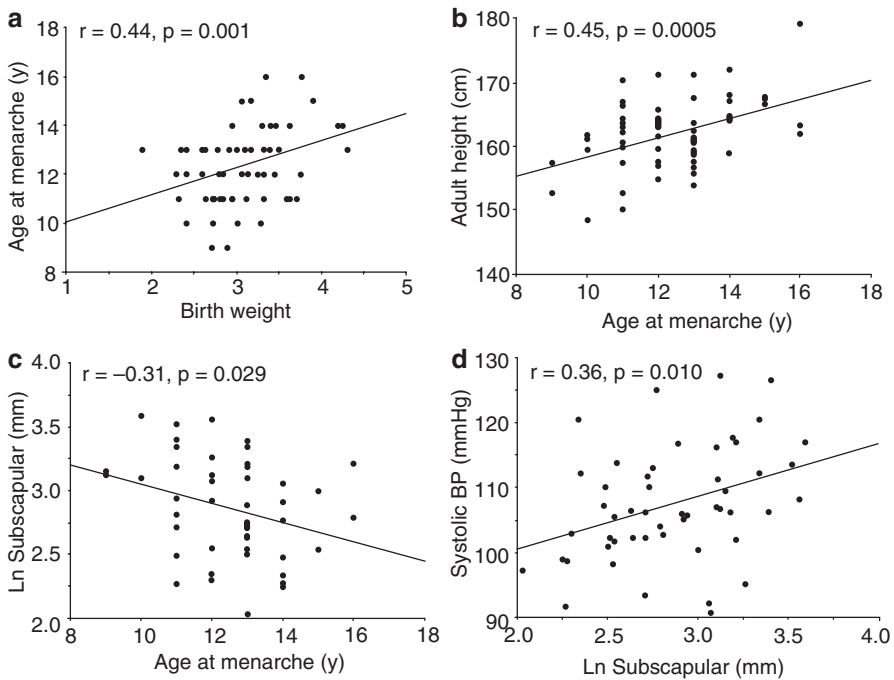 a
r = 0.44, p = 0.001
Age at menarche (y)
16
14
12
10
8
1
2
3
4
5
Birth weight
b
r = 0.45, p = 0.0005
Adult height (cm)
170
160
150
140
8
10
12
14
16
18
Age at menarche (y)
c
r = –0.31, p = 0.029
Ln Subscapular (mm)
4.0
3.5
3.0
2.5
2.0
8
10
12
14
16
18
Age at menarche (y)
d
r = 0.36, p = 0.010
Systolic BP (mmHg)
130
120
110
100
90
2.0
2.5
3.0
3.5
4.0
Ln Subscapular (mm)